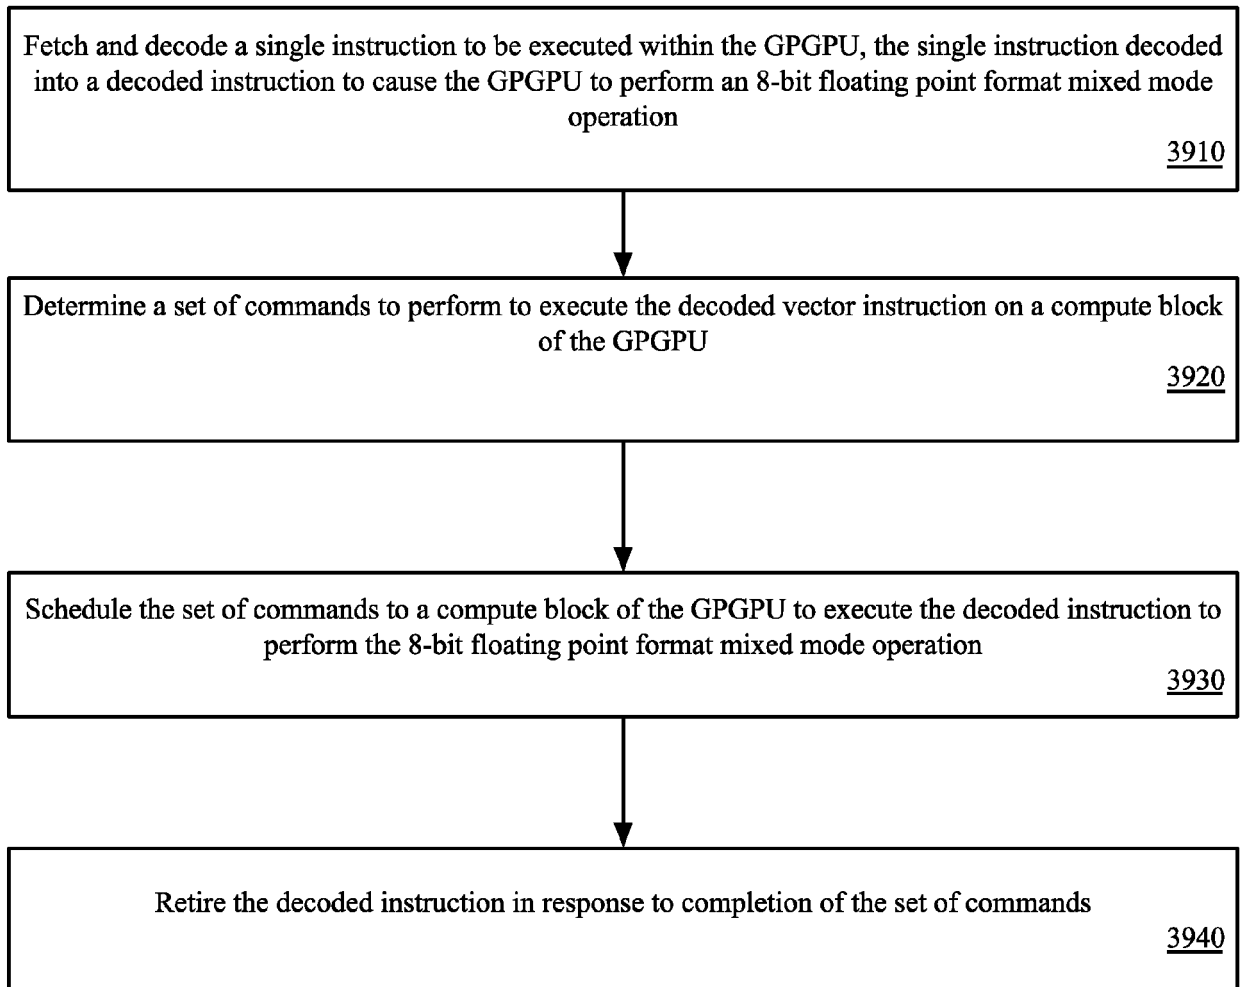 Fetch and decode a single instruction to be executed within the GPGPU, the single instruction decoded
into a decoded instruction to cause the GPGPU to perform an 8-bit floating point format mixed mode
operation
3910
Determine a set of commands to perform to execute the decoded vector instruction on a compute block
of the GPGPU
3920
Schedule the set of commands to a compute block of the GPGPU to execute the decoded instruction to
perform the 8-bit floating point format mixed mode operation
3930
Retire the decoded instruction in response to completion of the set of commands
3940